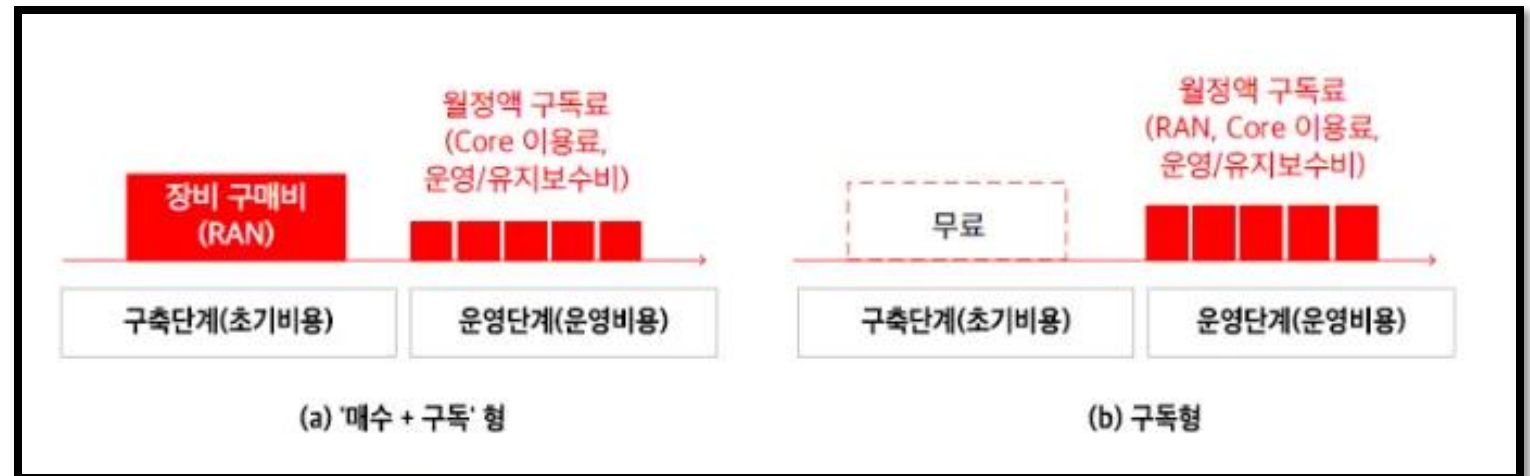 장비 구매비
(RAN)
월정액 구독료
(Core 이용료,
운영/유지보수비)
구축단계(초기비용)
운영단계(운영비용)
(a) '매수 + 구독' 형
무료
월정액 구독료
(RAN, Core 이용료,
운영/유지보수비)
구축단계(초기비용)
운영단계(운영비용)
(b) 구독형